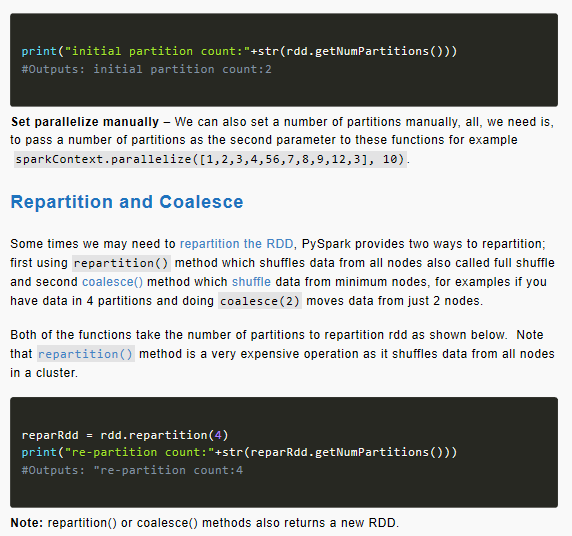 print("initial partition count:"+str(rdd.getNumPartitions()))
#Outputs: initial partition count:2
Set parallelize manually – We can also set a number of partitions manually, all, we need is,
to pass a number of partitions as the second parameter to these functions for example
sparkContext.parallelize([1,2,3,4,56,7,8,9,12,3], 10).
Repartition and Coalesce
Some times we may need to repartition the RDD, PySpark provides two ways to repartition;
first using repartition() method which shuffles data from all nodes also called full shuffle
and second coalesce() method which shuffle data from minimum nodes, for examples if you
have data in 4 partitions and doing coalesce(2) moves data from just 2 nodes.
Both of the functions take the number of partitions to repartition rdd as shown below.  Note
that repartition() method is a very expensive operation as it shuffles data from all nodes
in a cluster.
reparRdd = rdd.repartition(4)
print("re-partition count:"+str(reparRdd.getNumPartitions()))
#Outputs: "re-partition count:4
Note: repartition() or coalesce() methods also returns a new RDD.